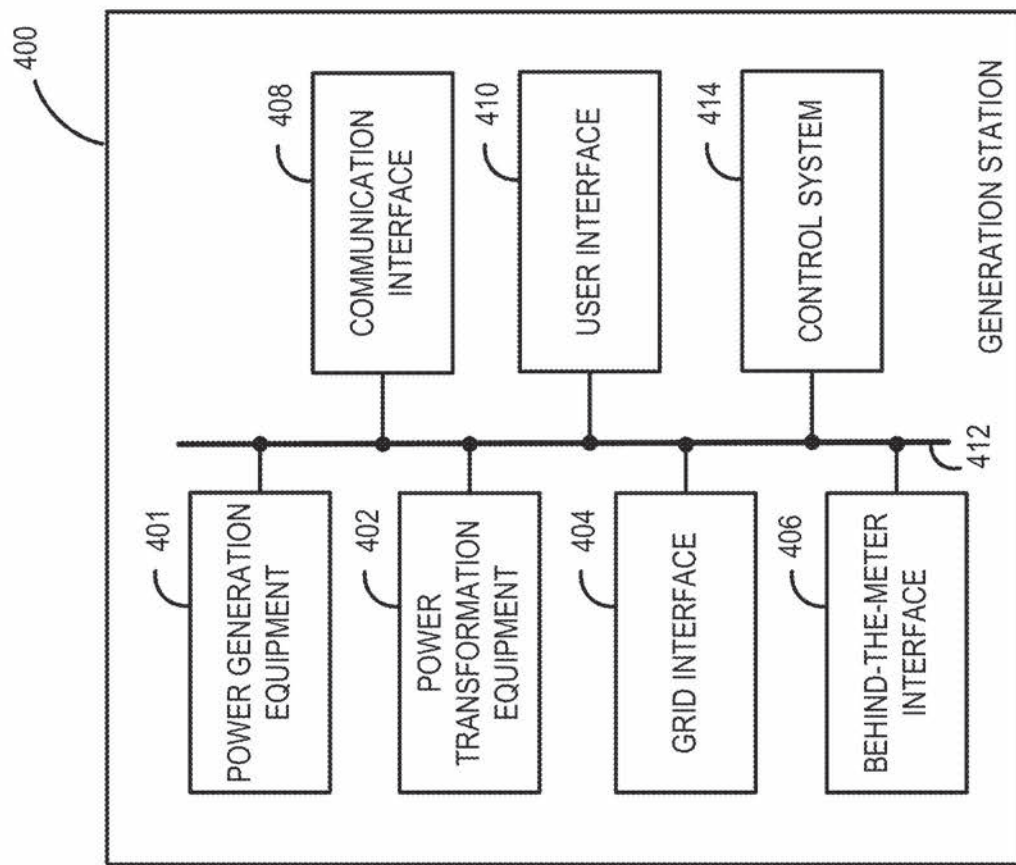 400
401
POWER GENERATION
EQUIPMENT
402
POWER
TRANSFORMATION
EQUIPMENT
404
GRID INTERFACE
406
BEHIND-THE-METER
INTERFACE
408
COMMUNICATION
INTERFACE
410
USER INTERFACE
414
CONTROL SYSTEM
412
GENERATION STATION